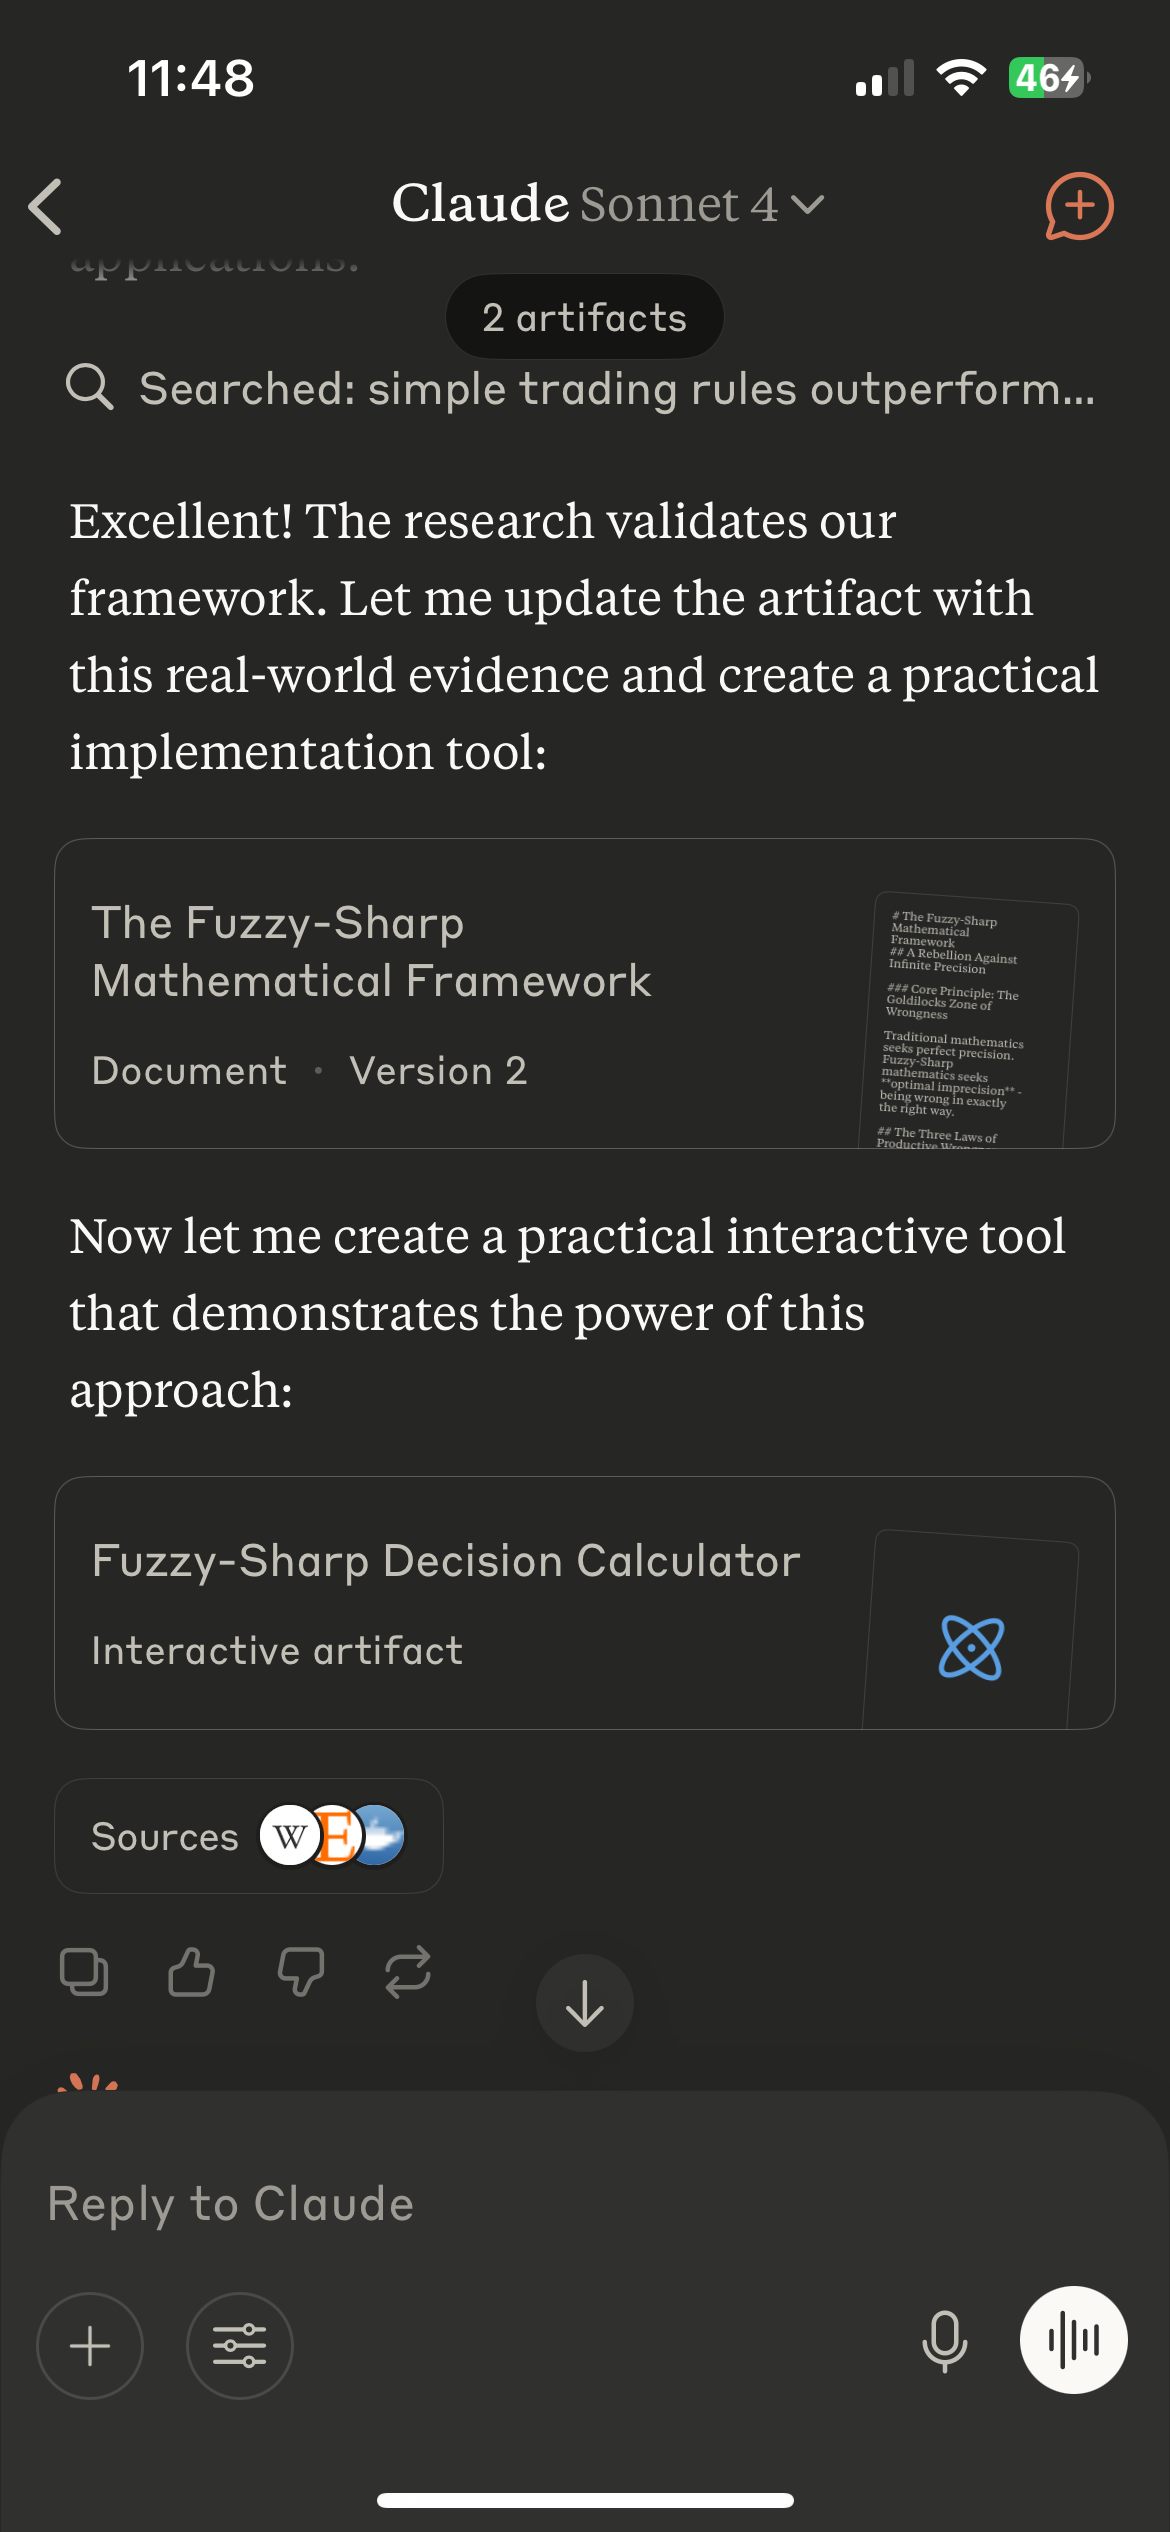 11:48
46
Claude Sonnet 4
applications.
2 artifacts
Searched: simple trading rules outperform...
Excellent! The research validates our
framework. Let me update the artifact with
this real-world evidence and create a practical
implementation tool:
The Fuzzy-Sharp
Mathematical Framework
Document • Version 2
# The Fuzzy-Sharp
Mathematical
Framework
## A Rebellion Against
Infinite Precision
### Core Principle: The
Goldilocks Zone of
Wrongness
Traditional mathematics
seeks perfect precision.
Fuzzy-Sharp
mathematics seeks
**optimal imprecision** -
being wrong in exactly
the right way.
## The Three Laws of
Productive Wrongness
Now let me create a practical interactive tool
that demonstrates the power of this
approach:
Fuzzy-Sharp Decision Calculator
Interactive artifact
Sources W E
Reply to Claude